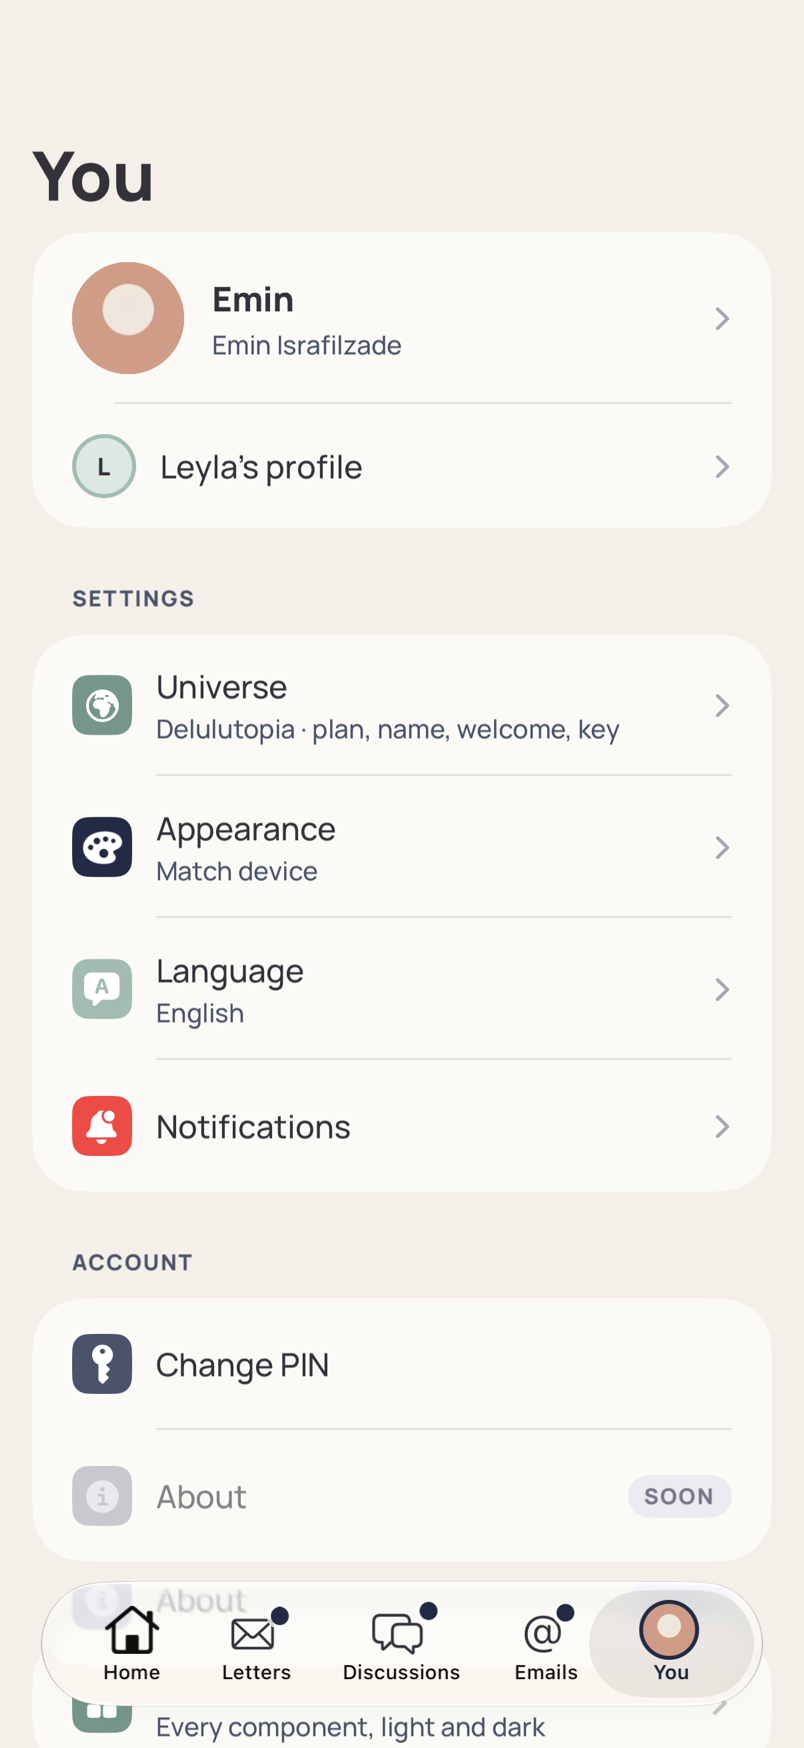 You
Emin
Emin Israfilzade
L
Leyla’s profile
SETTINGS
Universe
Delulutopia · plan, name, welcome, key
Appearance
Match device
A
Language
English
Notifications
ACCOUNT
Change PIN
About
SOON
About
Home
Letters
Discussions
@
Emails
You
Every component, light and dark